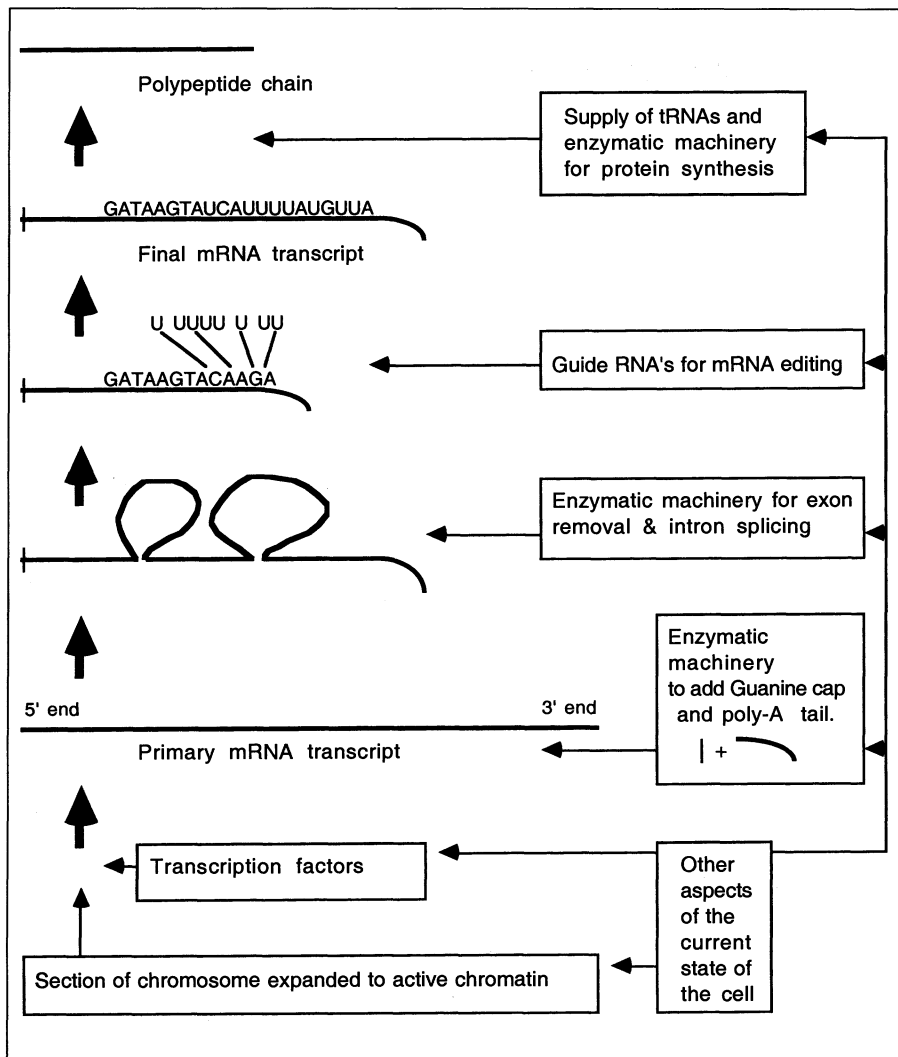 Polypeptide chain
Supply of tRNAs and
enzymatic machinery
for protein synthesis
GATAAGTAUCAUUUUAUGUUA
Final mRNA transcript
U UUUU U UU
GATAAGTACAAGA
Guide RNA's for mRNA editing
Enzymatic machinery for exon
removal & intron splicing
Enzymatic
machinery
to add Guanine cap
and poly-A tail.
+
5' end
3' end
Primary mRNA transcript
Transcription factors
Other
aspects
of the
current
state of
the cell
Section of chromosome expanded to active chromatin